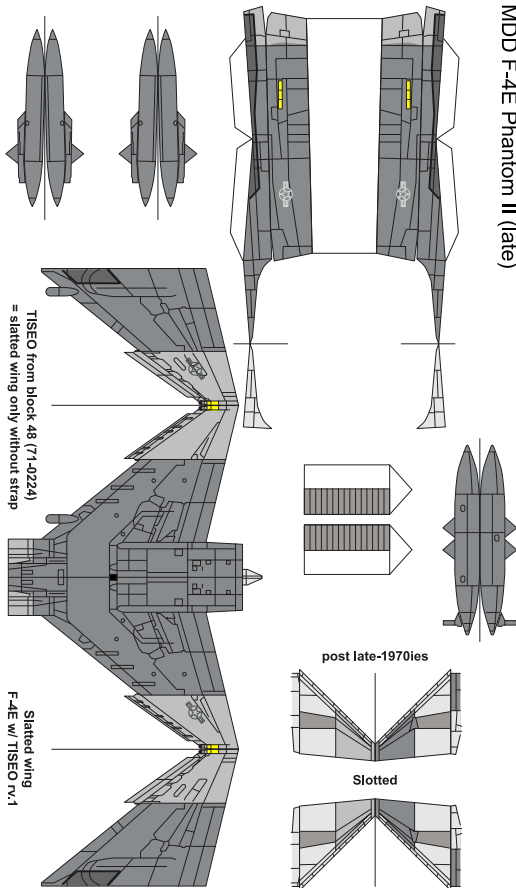 MDD F-4E Phantom II (late)
TISEO from block 48 (71-0224)
= slatted wing only without strap
post late-1970ies
Slotted
Slatted wing
F-4E w/ TISEO rv.1